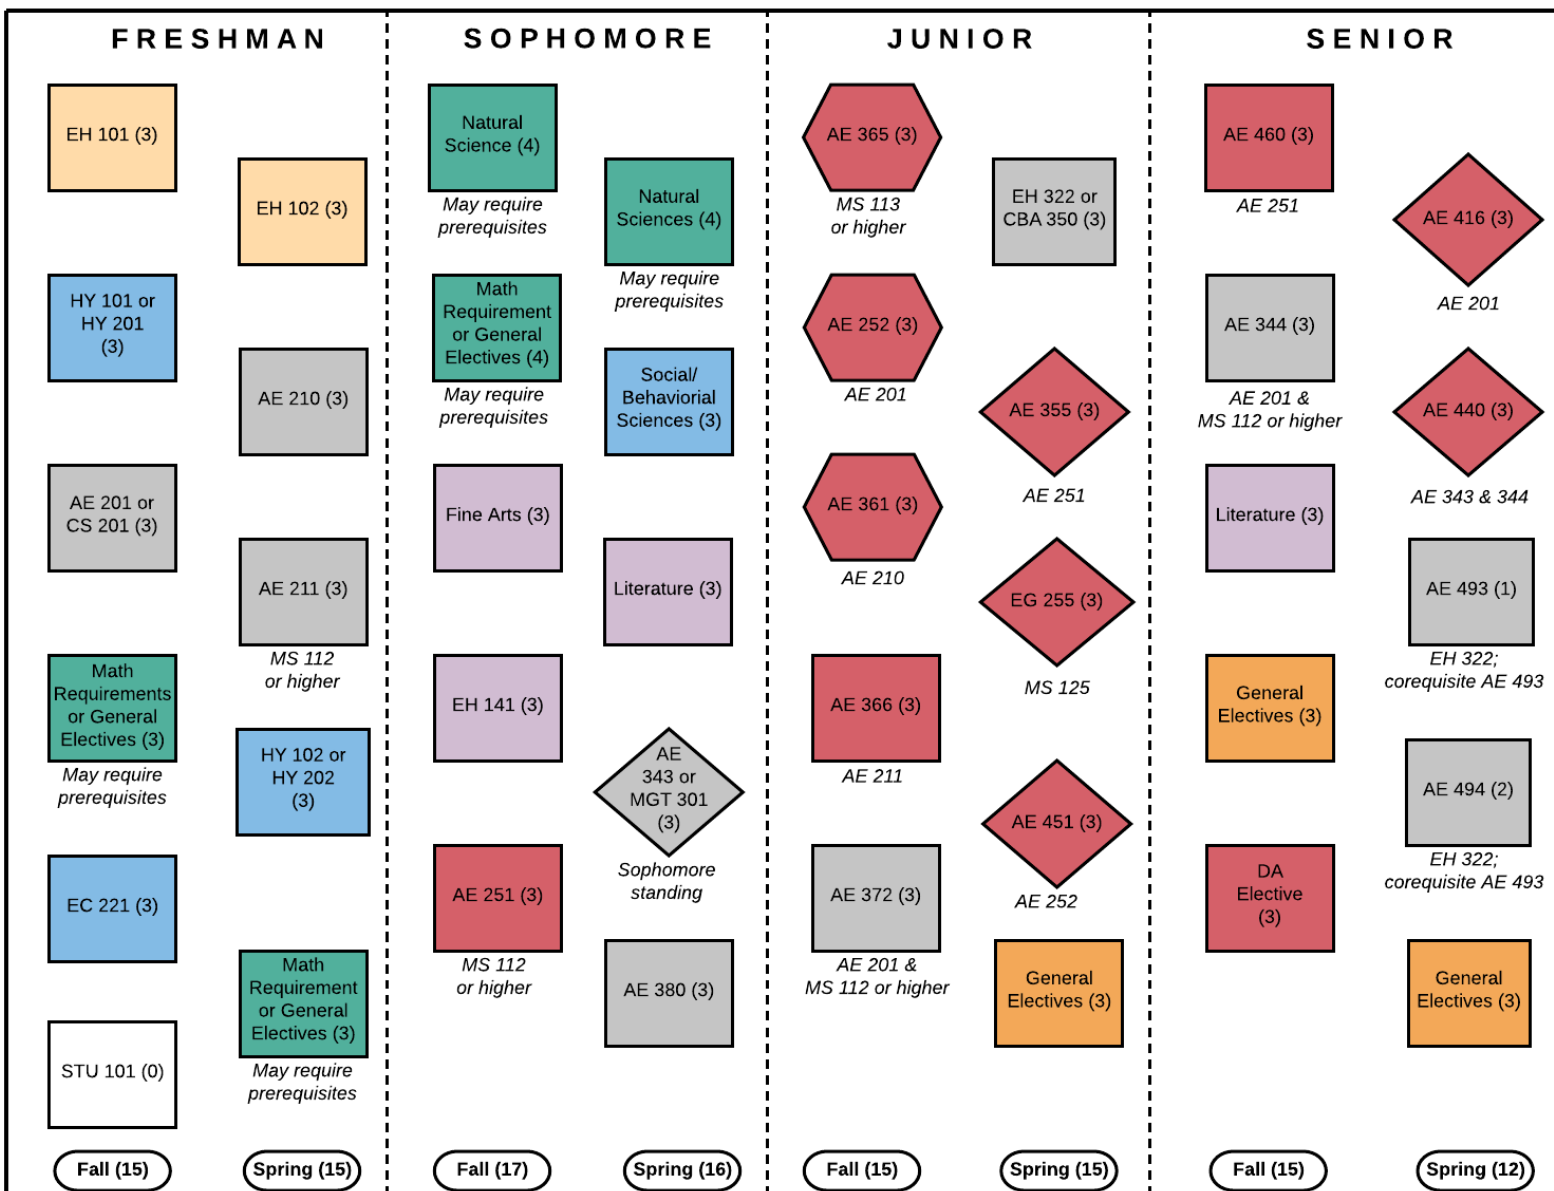 FRESHMAN
EH 101 (3)
HY 101 or
HY 201
(3)
AE 201 or
CS 201 (3)
Math
Requirements
or General
Electives (3)
May require
prerequisites
EC 221 (3)
STU 101 (0)
Fall (15)
EH 102 (3)
AE 210 (3)
AE 211 (3)
MS 112
or higher
HY 102 or
HY 202
(3)
Math
Requirement
or General
Electives (3)
May require
prerequisites
Spring (15)
SOPHOMORE
Natural
Science (4)
May require
prerequisites
Math
Requirement
or General
Electives (4)
May require
prerequisites
Fine Arts (3)
EH 141 (3)
AE 251 (3)
MS 112
or higher
Fall (17)
Natural
Sciences (4)
May require
prerequisites
Social/
Behaviorial
Sciences (3)
Literature (3)
AE
343 or
MGT 301
(3)
Sophomore
standing
AE 380 (3)
Spring (16)
JUNIOR
AE 365 (3)
MS 113
or higher
AE 252 (3)
AE 201
AE 361 (3)
AE 210
AE 366 (3)
AE 211
AE 372 (3)
AE 201 &
MS 112 or higher
Fall (15)
EH 322 or
CBA 350 (3)
AE 355 (3)
AE 251
EG 255 (3)
MS 125
AE 451 (3)
AE 252
General
Electives (3)
Spring (15)
SENIOR
AE 460 (3)
AE 251
AE 344 (3)
AE 201 &
MS 112 or higher
Literature (3)
General
Electives (3)
DA
Elective
(3)
Fall (15)
AE 416 (3)
AE 201
AE 440 (3)
AE 343 & 344
AE 493 (1)
EH 322;
corequisite AE 493
AE 494 (2)
EH 322;
corequisite AE 493
General
Electives (3)
Spring (12)